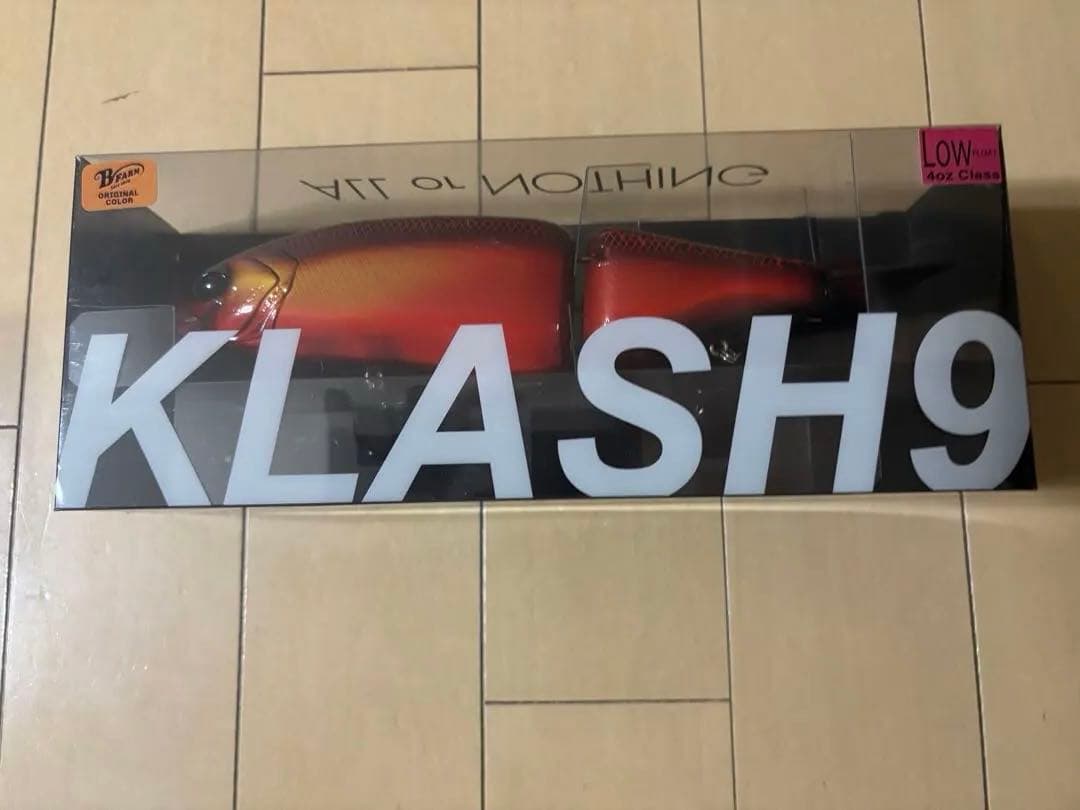 B FARM
ORIGINAL
COLOR
ALL or NOTHING
LOW
4oz Class
KLASH9